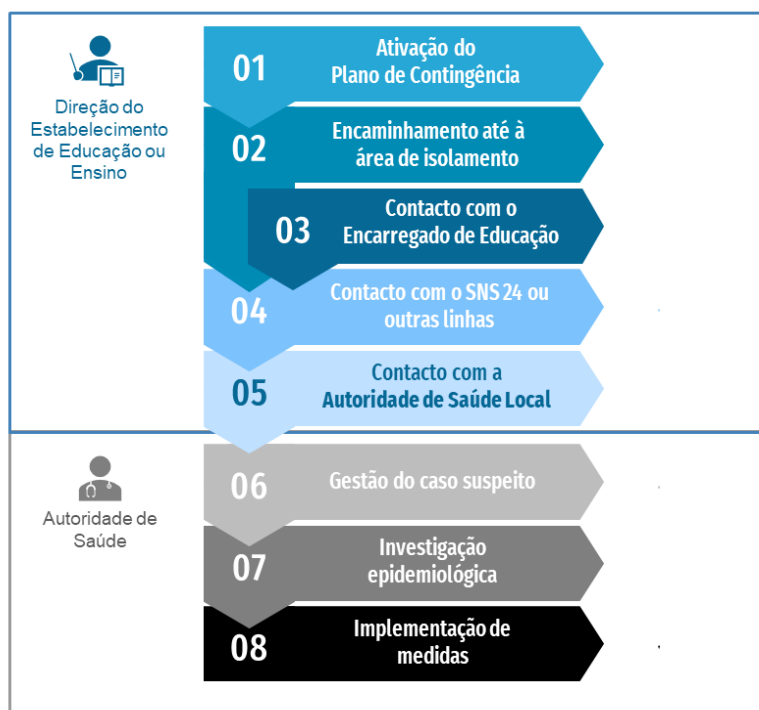 Direção do
Estabelecimento
de Educação ou
Ensino
01
Ativação do
Plano de Contingência
02
Encaminhamento até à
área de isolamento
03
Contacto com o
Encarregado de Educação
04
Contacto com o SNS 24 ou
outras linhas
05
Contacto com a
Autoridade de Saúde Local
Autoridade de
Saúde
06
Gestão do caso suspeito
07
Investigação
epidemiológica
08
Implementação de
medidas